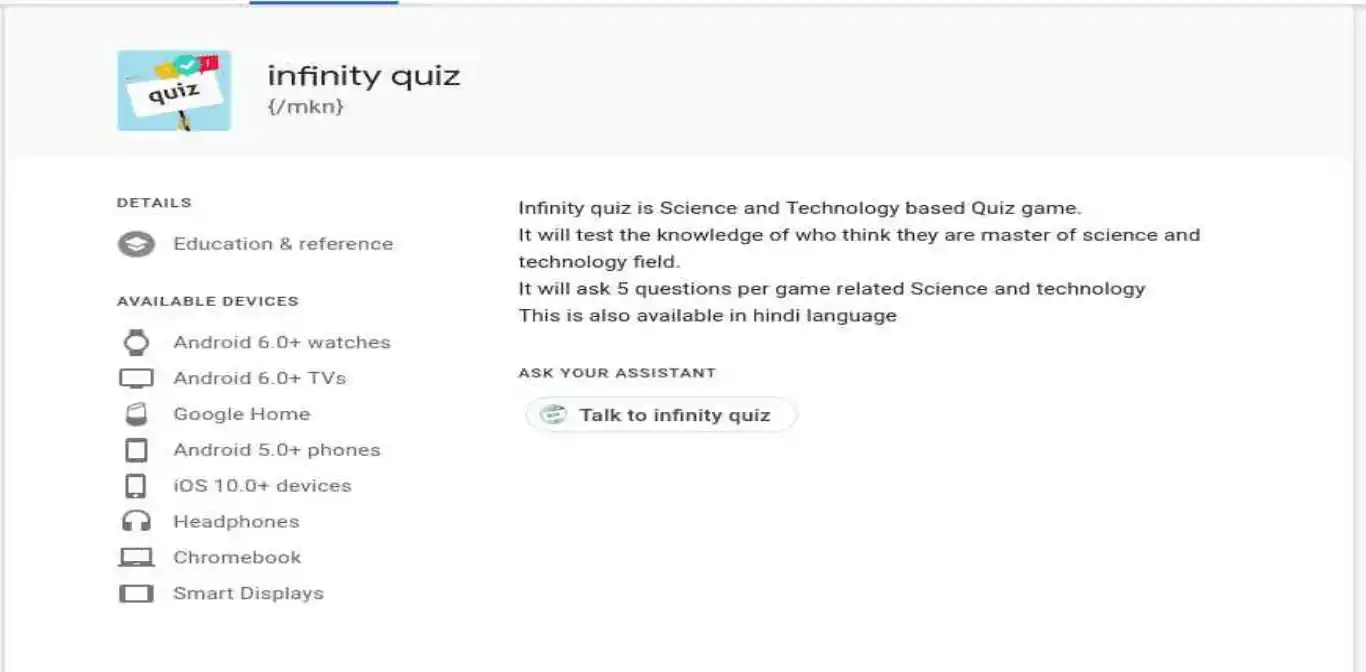 quiz
infinity quiz
{/mkn}
DETAILS
Education & reference
AVAILABLE DEVICES
Android 6.0+ watches
Android 6.0+ TVs
Google Home
Android 5.0+ phones
iOS 10.0+ devices
Headphones
Chromebook
Smart Displays
Infinity quiz is Science and Technology based Quiz game.
It will test the knowledge of who think they are master of science and
technology field.
It will ask 5 questions per game related Science and technology
This is also available in hindi language
ASK YOUR ASSISTANT
Talk to infinity quiz